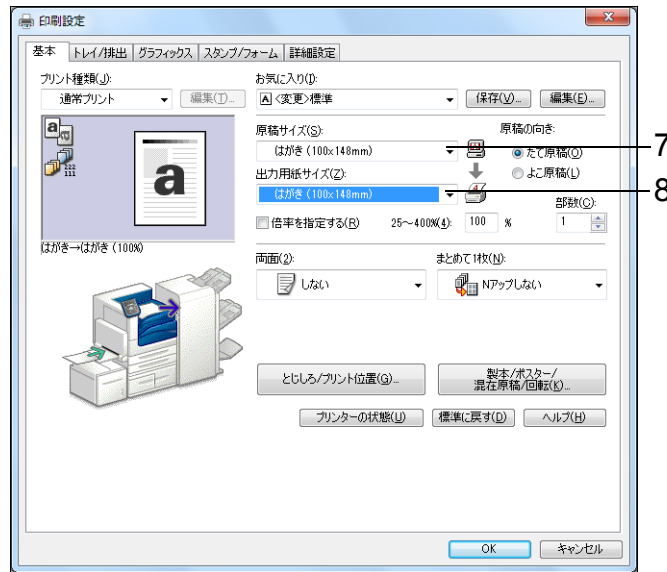 印刷設定
基本 トレイ/排出 グラフィックス スタンプ/フォーム 詳細設定
プリント種類(J):
通常プリント 編集(T)...
お気に入り(I):
A <変更>標準 保存(V)... 編集(E)...
原稿サイズ(S):
はがき (100x148mm)
7
原稿の向き:
たて原稿(O)
よこ原稿(L)
出力用紙サイズ(Z):
はがき (100x148mm)
8
倍率を指定する(R) 25～400%(4): 100 %
部数(C):
1
a
a
はがき→はがき (100%)
両面(2):
しない
まとめて1枚(N):
Nアップしない
とじしろ/プリント位置(G)...
製本/ポスター/
混在原稿/回転(K)...
プリンターの状態(U) 標準に戻す(D) ヘルプ(H)
OK キャンセル